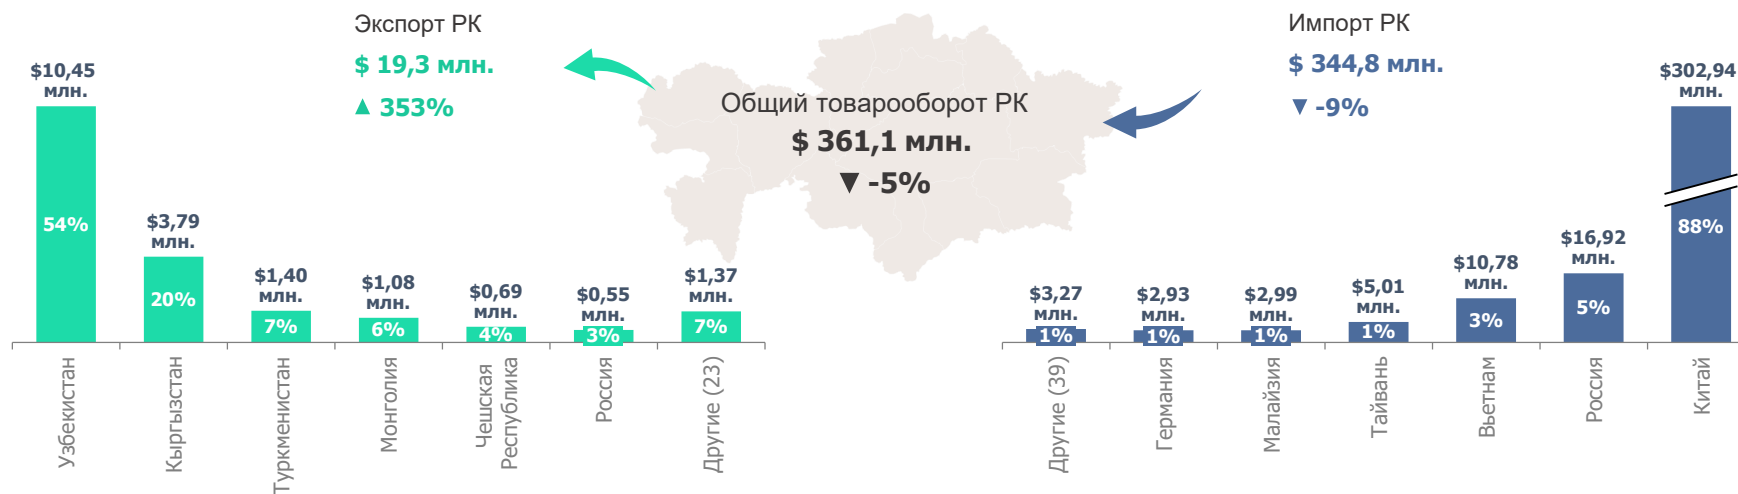 Экспорт РК
$ 19,3 млн.
▲ 353%
Общий товарооборот РК
$ 361,1 млн.
▼ -5%
Импорт РК
$ 344,8 млн.
▼ -9%
$10,45
млн.
54%
Узбекистан
$3,79
млн.
20%
Кыргызстан
$1,40
млн.
7%
Туркменистан
$1,08
млн.
6%
Монголия
$0,69
млн.
4%
Чешская
Республика
$0,55
млн.
3%
Россия
$1,37
млн.
7%
Другие (23)
$3,27
млн.
1%
Другие (39)
$2,93
млн.
1%
Германия
$2,99
млн.
1%
Малайзия
$5,01
млн.
1%
Тайвань
$10,78
млн.
3%
Вьетнам
$16,92
млн.
5%
Россия
$302,94
млн.
88%
Китай